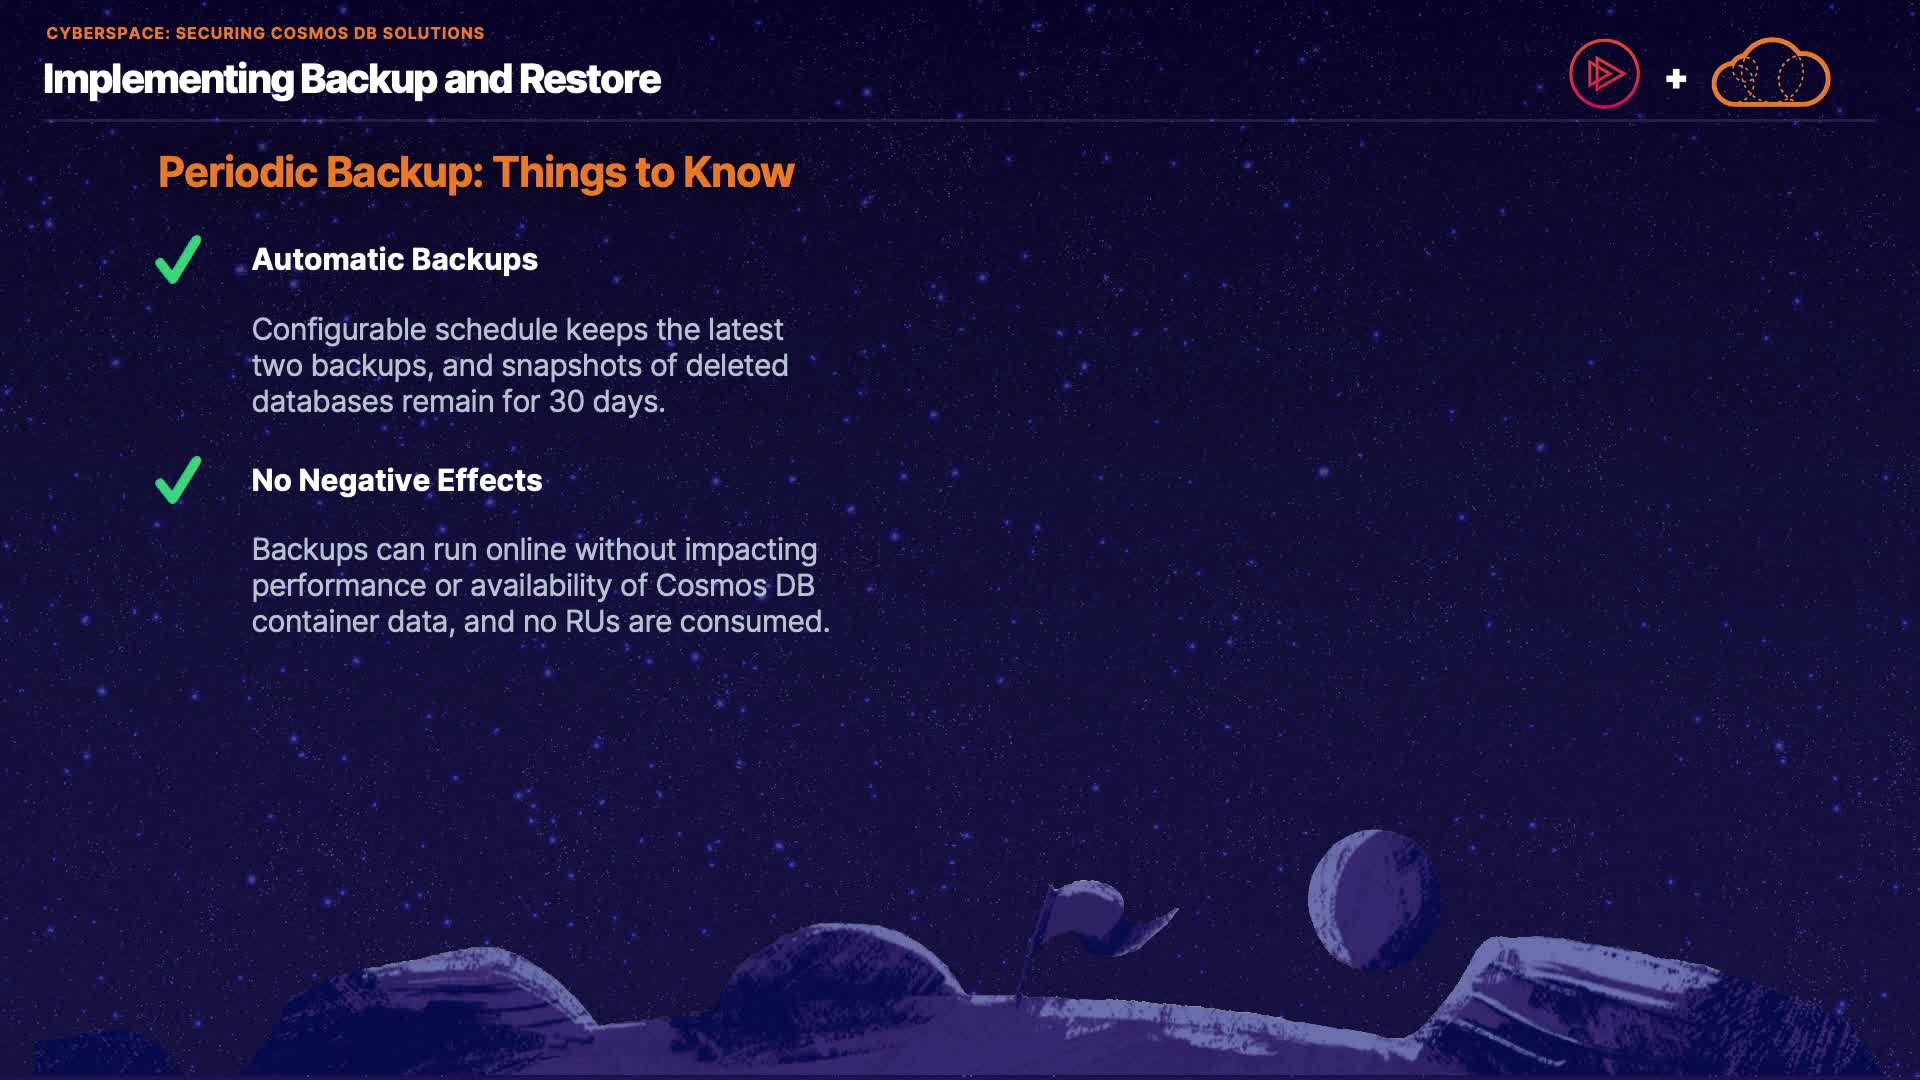 CYBERSPACE: SECURING COSMOS DB SOLUTIONS
Implementing Backup and Restore
+
Periodic Backup: Things to Know
Automatic Backups
Configurable schedule keeps the latest
two backups, and snapshots of deleted
databases remain for 30 days.
No Negative Effects
Backups can run online without impacting
performance or availability of Cosmos DB
container data, and no RUs are consumed.